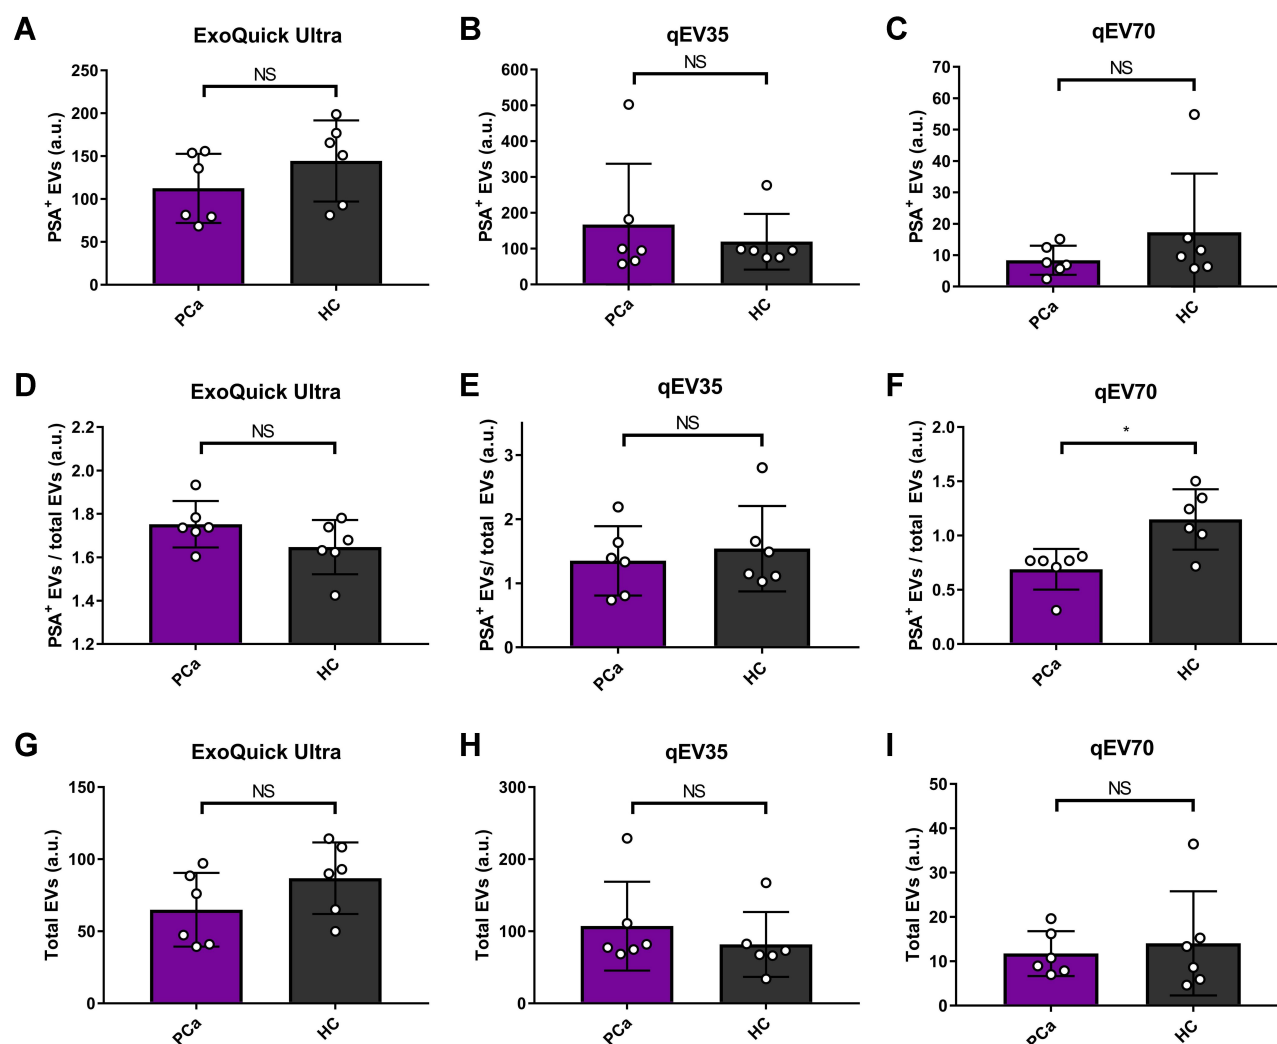 A
ExoQuick Ultra
PSA+ EVs (a.u.)
250
200
150
100
50
0
NS
PCa
HC
B
qEV35
PSA+ EVs (a.u.)
600
500
400
300
200
100
0
NS
PCa
HC
C
qEV70
PSA+ EVs (a.u.)
70
60
50
40
30
20
10
0
NS
PCa
HC
D
ExoQuick Ultra
PSA+ EVs / total EVs (a.u.)
2.2
2.0
1.8
1.6
1.4
1.2
NS
PCa
HC
E
qEV35
PSA+ EVs/ total EVs (a.u.)
3
2
1
0
NS
PCa
HC
F
qEV70
PSA+ EVs / total EVs (a.u.)
2.0
1.5
1.0
0.5
0.0
*
PCa
HC
G
ExoQuick Ultra
Total EVs (a.u.)
150
100
50
0
NS
PCa
HC
H
qEV35
Total EVs (a.u.)
300
200
100
0
NS
PCa
HC
I
qEV70
Total EVs (a.u.)
50
40
30
20
10
0
NS
PCa
HC